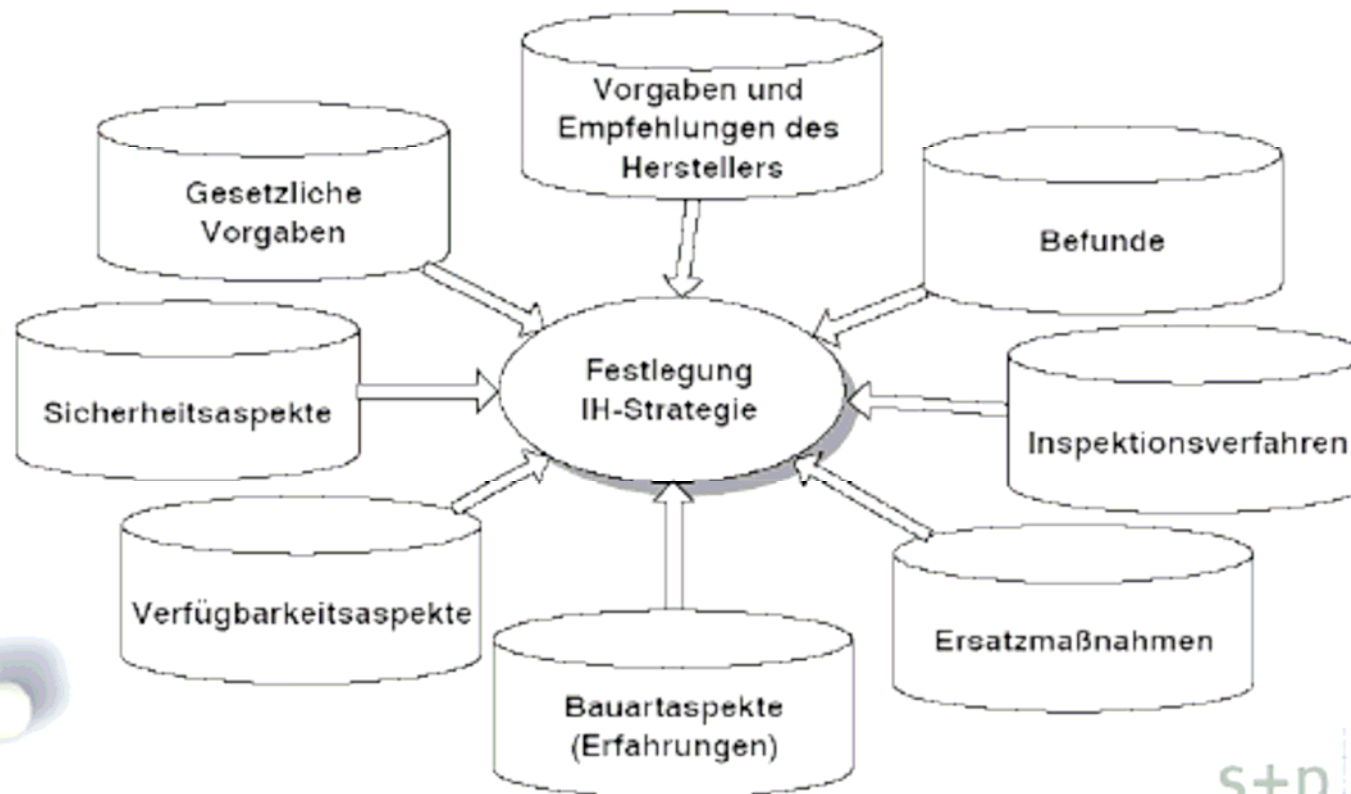 Vorgaben und
Empfehlungen des
Herstellers
Gesetzliche
Vorgaben
Befunde
Festlegung
IH-Strategie
Sicherheitsaspekte
Inspektionsverfahren
Verfügbarkeitsaspekte
Ersatzmaßnahmen
Bauartaspekte
(Erfahrungen)
s+p